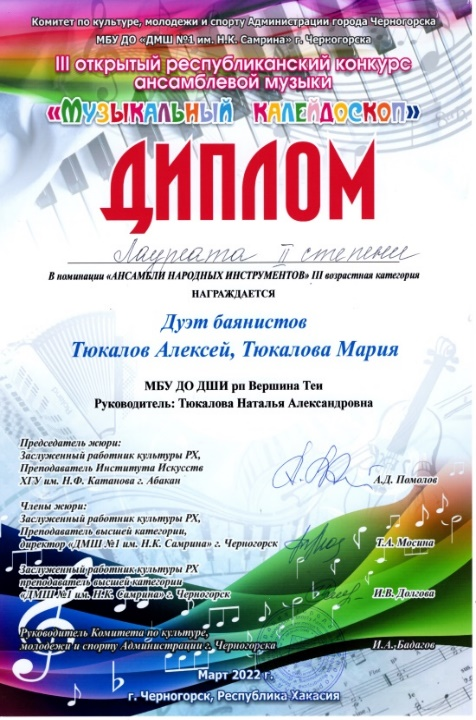 Комитет по культуре, молодежи и спорту Администрации города Черногорска
МБУ ДО «ДМШ №1 им. Н.К. Самрина» г. Черногорска
III открытый республиканский конкурс
ансамблевой музыки
«Музыкальный калейдоскоп»
ДИПЛОМ
Лауреата II степени
В номинации «АНСАМБЛИ НАРОДНЫХ ИНСТРУМЕНТОВ» III возрастная категория
НАГРАЖДАЕТСЯ
Дуэт баянистов
Тюкалов Алексей, Тюкалова Мария
МБУ ДО ДШИ рп Вершина Теи
Руководитель: Тюкалова Наталья Александровна
Председатель жюри:
Заслуженный работник культуры РХ,
Преподаватель Института Искусств
ХГУ им. Н.Ф. Катанова г. Абакан А.Д. Помолов
Члены жюри:
Заслуженный работник культуры РХ,
Преподаватель высшей категории,
директор «ДМШ №1 им. Н.К. Самрина» г. Черногорск Т.А. Мосина
Заслуженный работник культуры РХ
преподаватель высшей категории
«ДМШ №1 им. Н.К. Самрина» г. Черногорск И.В. Долгова
Руководитель Комитета по культуре,
молодежи и спорту Администрации г. Черногорска И.А. Бадагов
Март 2022 г.
г. Черногорск, Республика Хакасия